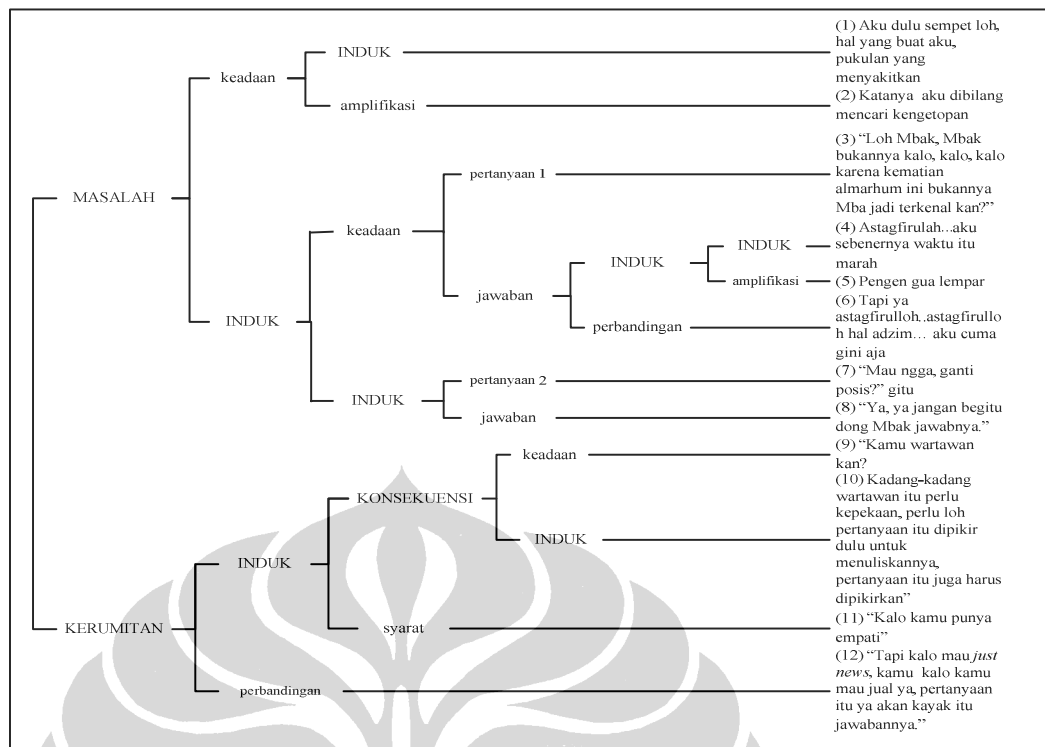 (1) Aku dulu sempet loh,
hal yang buat aku,
pukulan yang
menyakitkan
INDUK
keadaan
amplifikasi
(2) Katanya aku dibilang
mencari kengetopan
(3) “Loh Mbak, Mbak
bukannya kalo, kalo, kalo
karena kematian
almarhum ini bukannya
Mba jadi terkenal kan?”
pertanyaan 1
MASALAH
keadaan
(4) Astagfirulah...aku
sebenernya waktu itu
marah
INDUK
INDUK
amplifikasi
(5) Pengen gua lempar
jawaban
(6) Tapi ya
astagfirulloh..astagfirullo
h hal adzim... aku cuma
gini aja
perbandingan
INDUK
(7) “Mau ngga, ganti
posis?” gitu
pertanyaan 2
INDUK
jawaban
(8) “Ya, ya jangan begitu
dong Mbak jawabnya.”
(9) “Kamu wartawan
kan?
keadaan
KONSEKUENSI
(10) Kadang-kadang
wartawan itu perlu
kepekaan, perlu loh
pertanyaan itu dipikir
dulu untuk
menuliskannya,
pertanyaan itu juga harus
dipikirkan”
INDUK
INDUK
KERUMITAN
syarat
(11) “Kalo kamu punya
empati”
(12) “Tapi kalo mau just
news, kamu kalo kamu
mau jual ya, pertanyaan
itu ya akan kayak itu
jawabannya.”
perbandingan